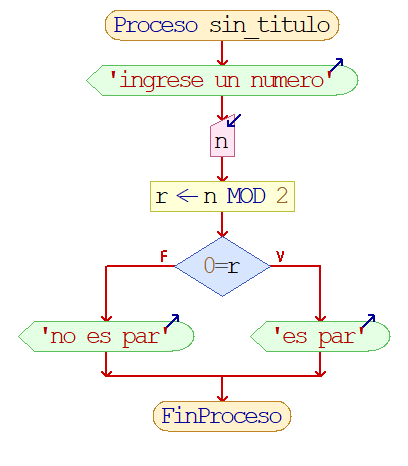 Proceso sin_titulo
'ingrese un numero'
n
r ← n MOD 2
F
V
0=r
'no es par'
'es par'
FinProceso